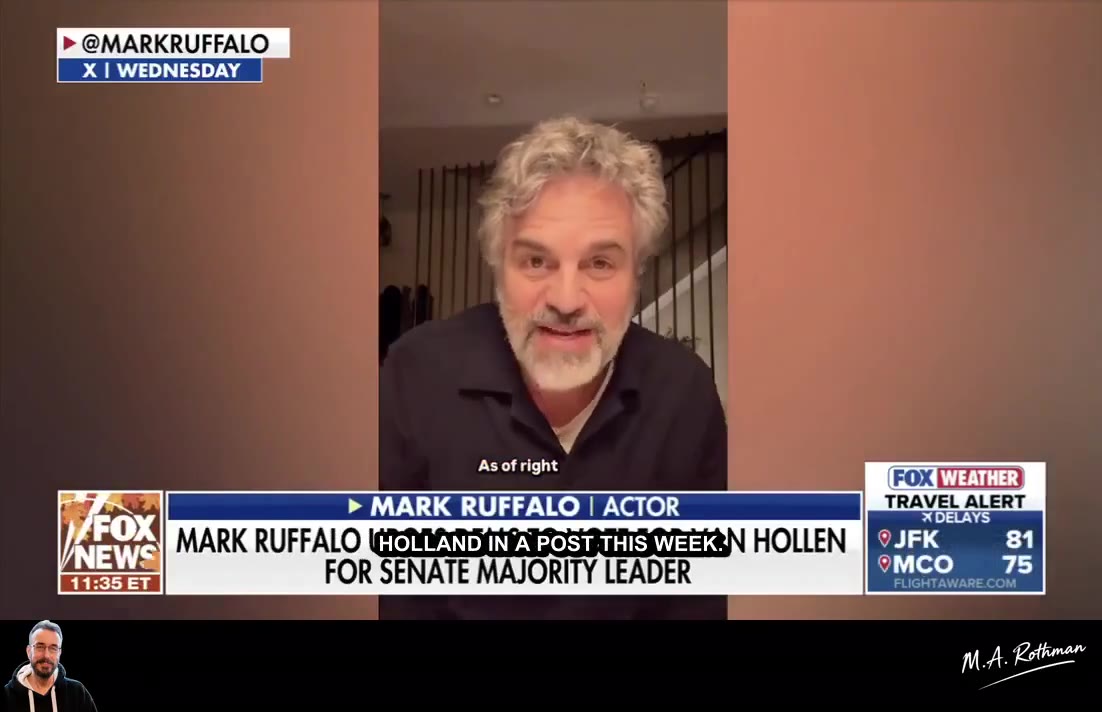 @MARKRUFFALO
X | WEDNESDAY
As of right
MARK RUFFALO | ACTOR
MARK RUFFALO VAN HOLLEN
HOLLAND IN A POST THIS WEEK.
FOR SENATE MAJORITY LEADER
FOX
NEWS
11:35 ET
FOX WEATHER
TRAVEL ALERT
DELAYS
JFK 81
MCO 75
FLIGHTAWARE.COM
M.A. Rothman